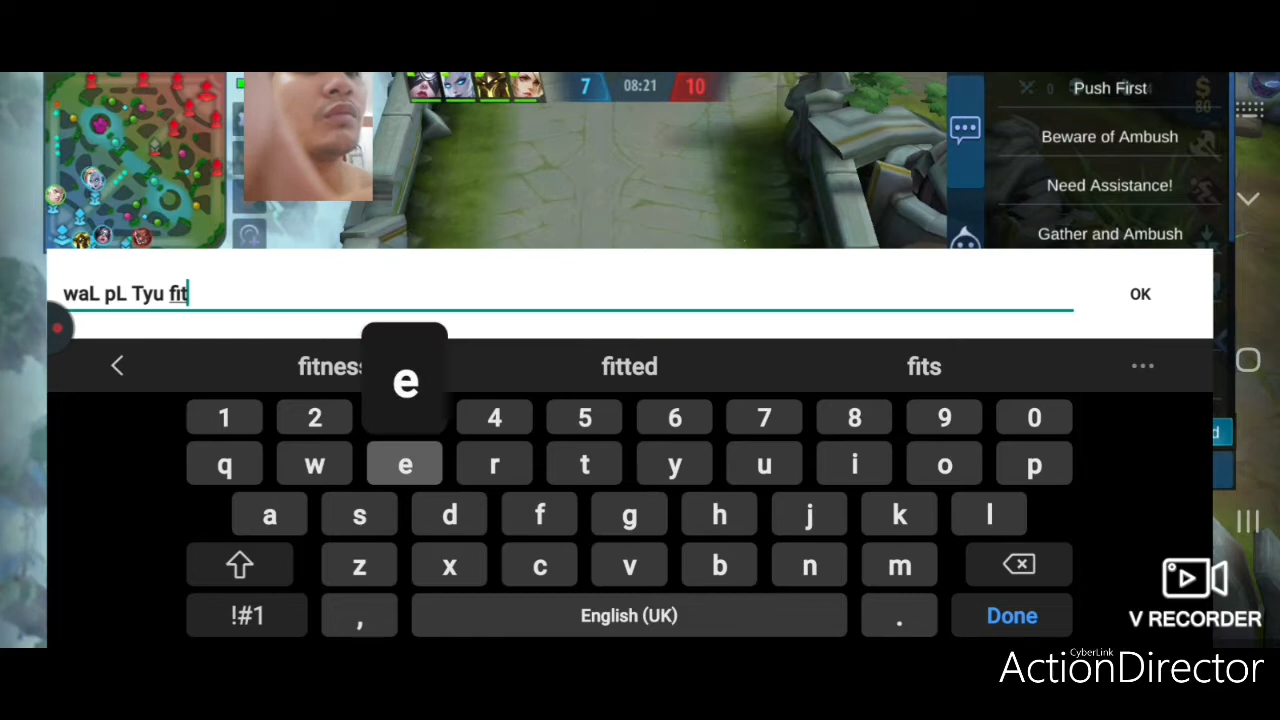 7 08:21 10
Push First
80
Beware of Ambush
Need Assistance!
Gather and Ambush
waL pL Tyu fit
OK
fitness fitted fits
e
1 2 4 5 6 7 8 9 0
q w e r t y u i o p
a s d f g h j k l
z x c v b n m
!#1 , English (UK) . Done
V RECORDER
CyberLink
ActionDirector